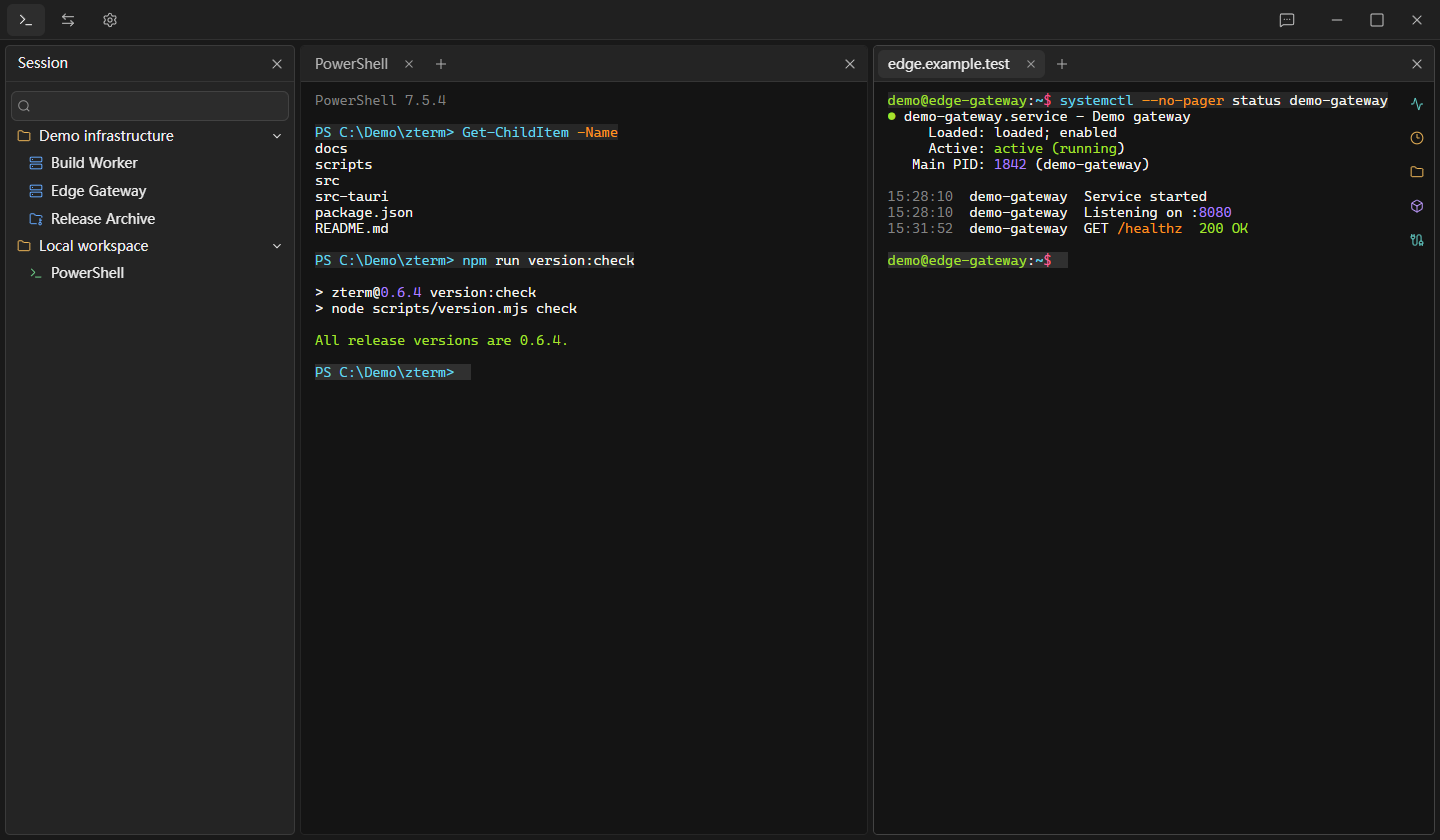 Session
Demo infrastructure
Build Worker
Edge Gateway
Release Archive
Local workspace
PowerShell
PowerShell
PowerShell 7.5.4
PS C:\Demo\zterm> Get-ChildItem -Name
docs
scripts
src
src-tauri
package.json
README.md
PS C:\Demo\zterm> npm run version:check
> zterm@0.6.4 version:check
> node scripts/version.mjs check
All release versions are 0.6.4.
PS C:\Demo\zterm>
edge.example.test
demo@edge-gateway:~$ systemctl --no-pager status demo-gateway
● demo-gateway.service - Demo gateway
Loaded: loaded; enabled
Active: active (running)
Main PID: 1842 (demo-gateway)
15:28:10 demo-gateway Service started
15:28:10 demo-gateway Listening on :8080
15:31:52 demo-gateway GET /healthz 200 OK
demo@edge-gateway:~$